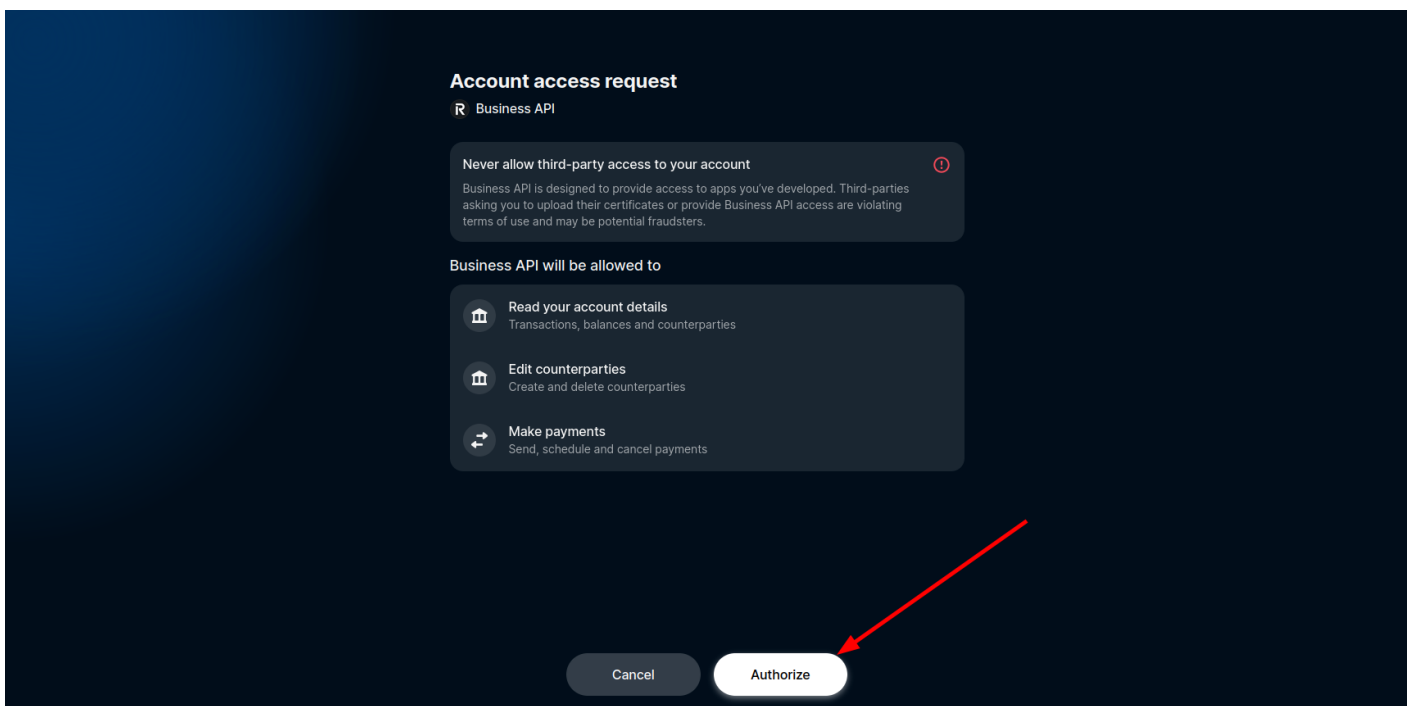 Account access request
Business API
Never allow third-party access to your account
Business API is designed to provide access to apps you've developed. Third-parties
asking you to upload their certificates or provide Business API access are violating
terms of use and may be potential fraudsters.
Business API will be allowed to
Read your account details
Transactions, balances and counterparties
Edit counterparties
Create and delete counterparties
Make payments
Send, schedule and cancel payments
Cancel
Authorize